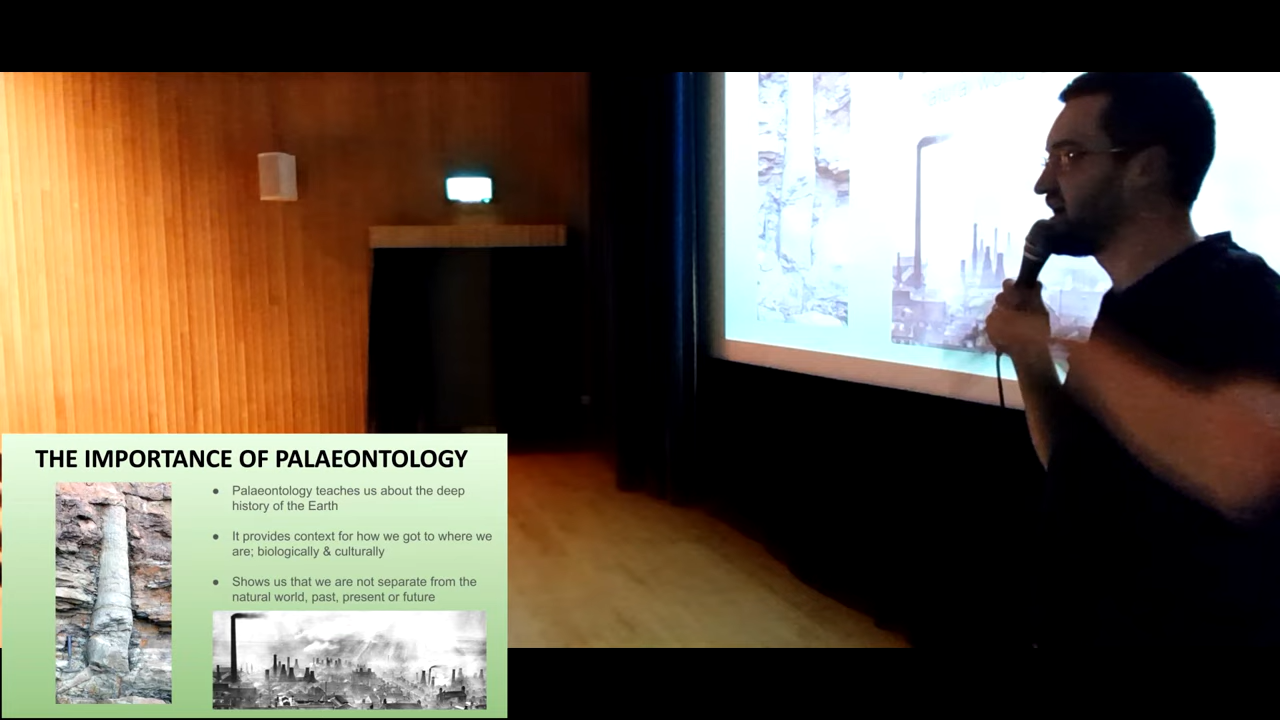 THE IMPORTANCE OF PALAEONTOLOGY
● Palaeontology teaches us about the deep
history of the Earth
● It provides context for how we got to where we
are; biologically & culturally
● Shows us that we are not separate from the
natural world, past, present or future